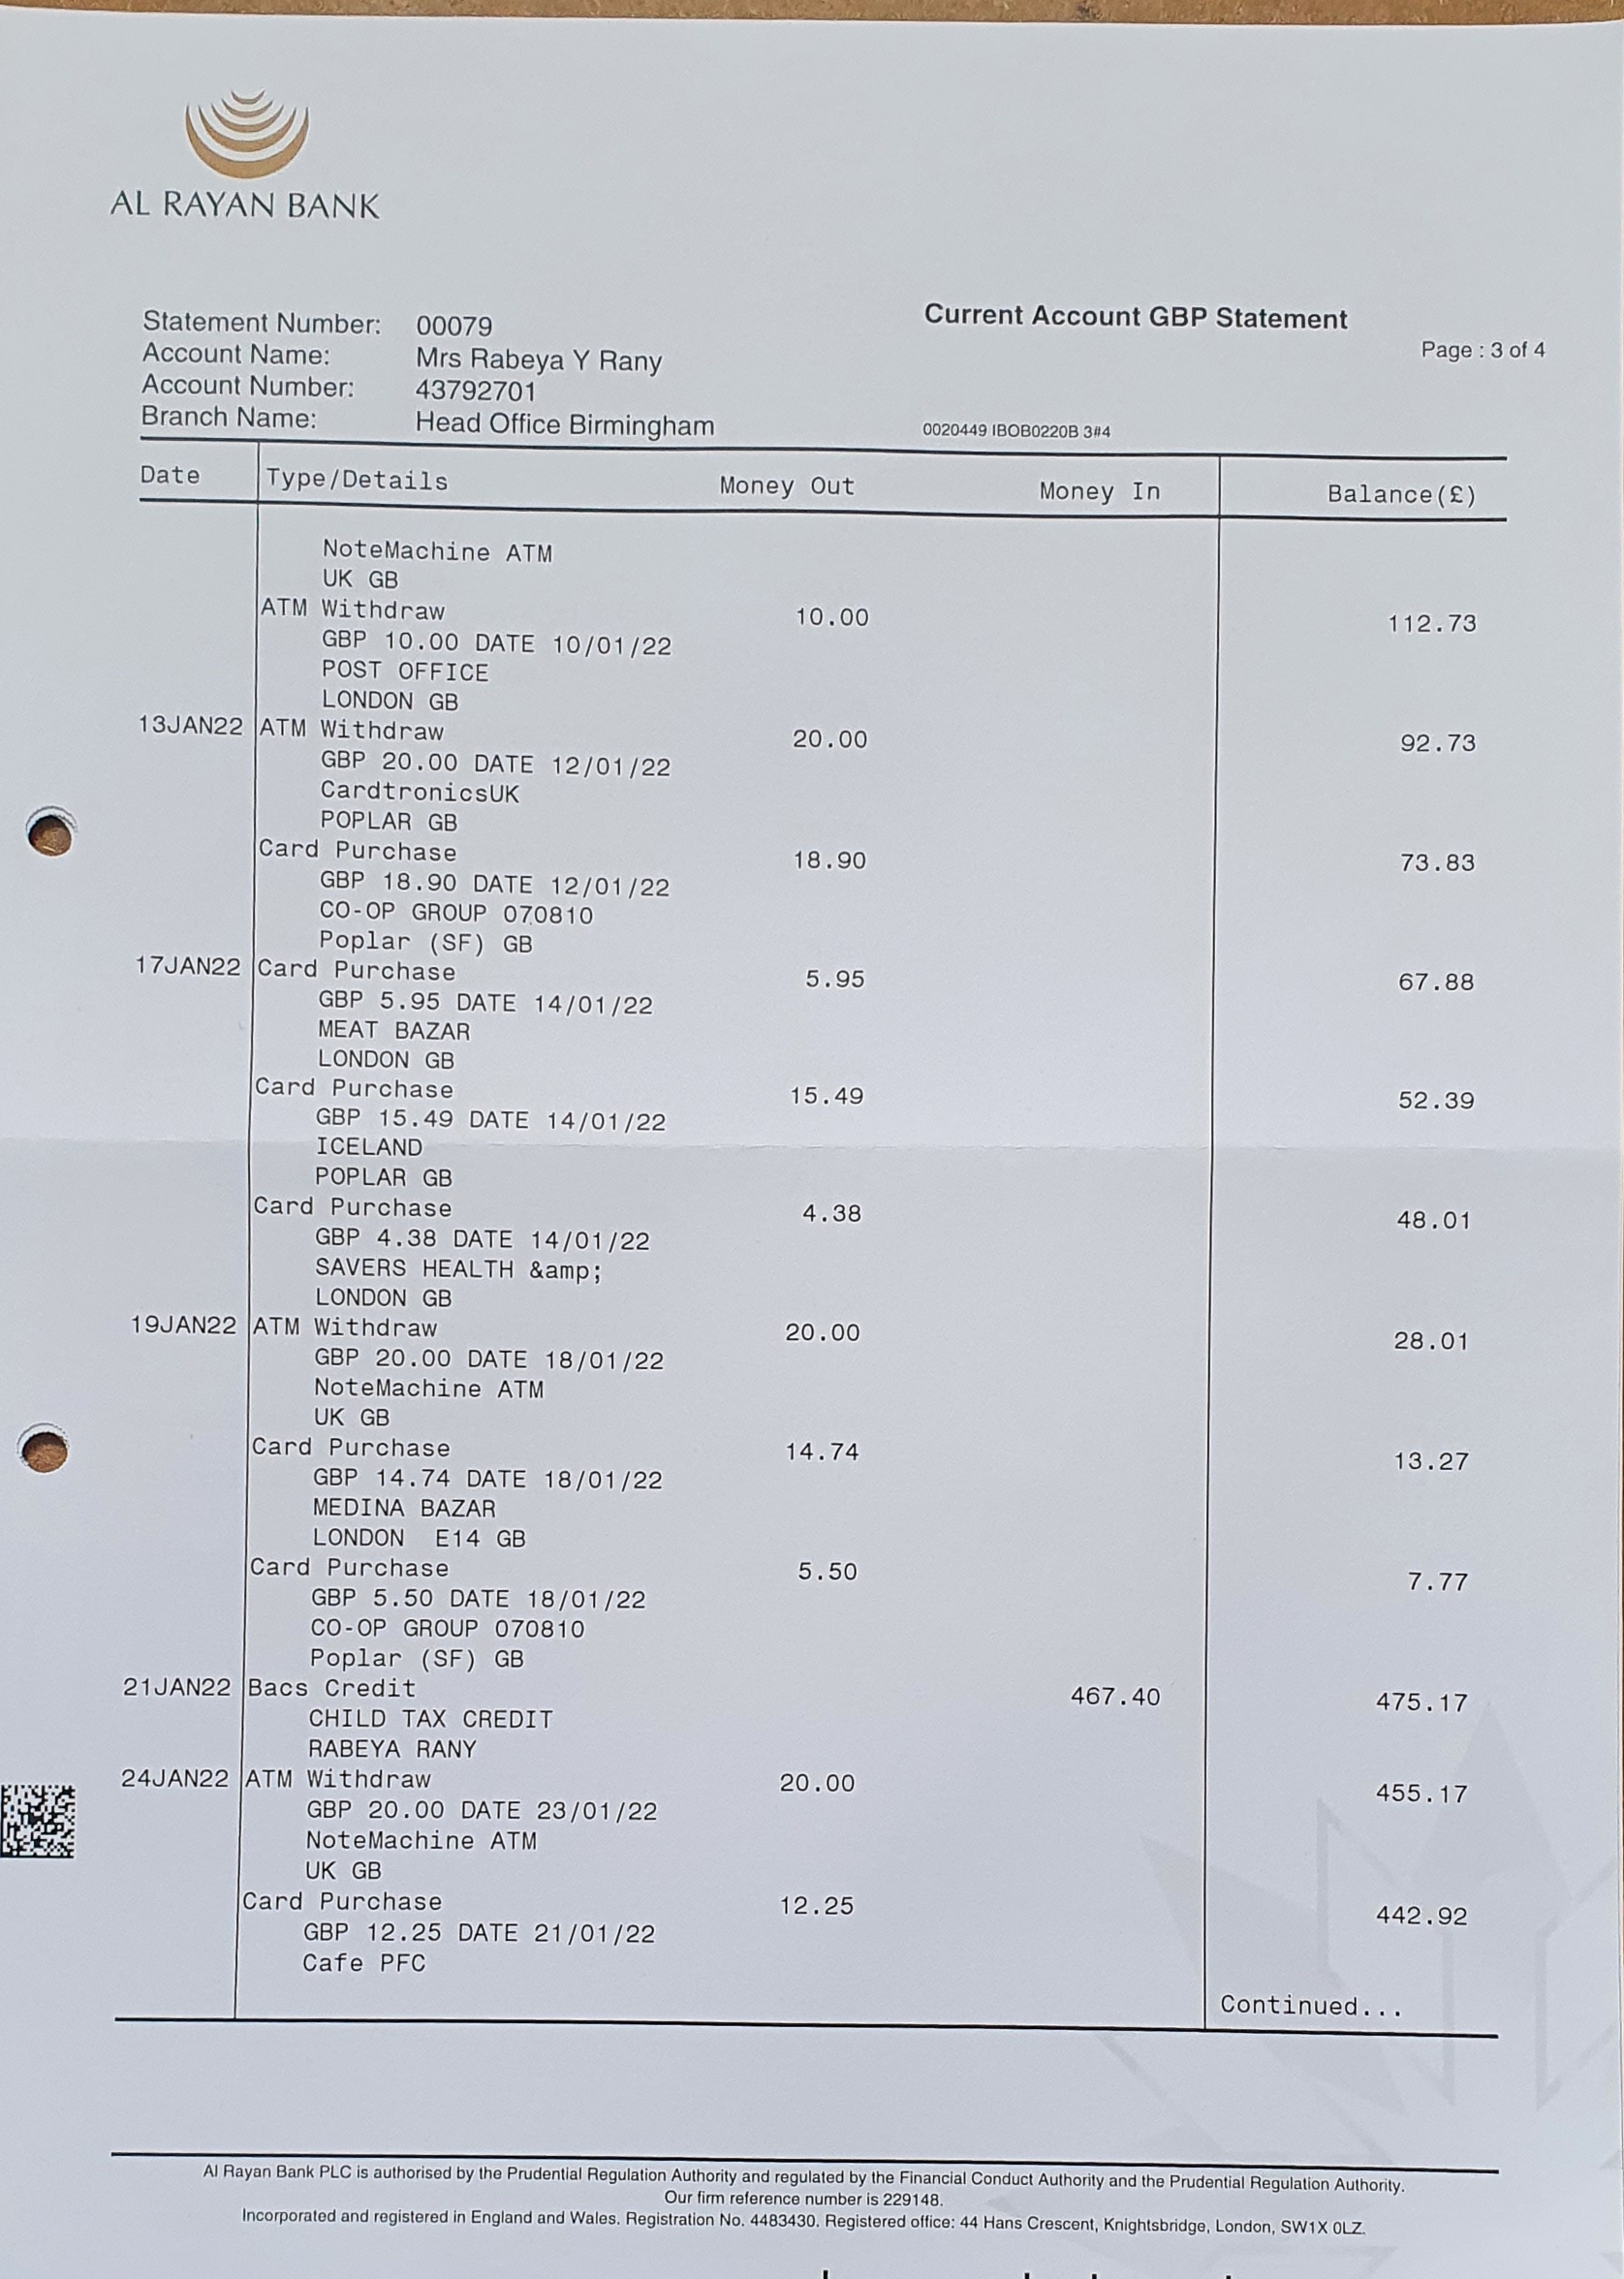 AL RAYAN BANK
Current Account GBP Statement
Page : 3 of 4
Statement Number: 00079
Account Name: Mrs Rabeya Y Rany
Account Number: 43792701
Branch Name: Head Office Birmingham
0020449 IBOB0220B 3#4
Date Type/Details Money Out Money In Balance(£)
NoteMachine ATM
UK GB
ATM Withdraw 10.00 112.73
GBP 10.00 DATE 10/01/22
POST OFFICE
LONDON GB
13JAN22 ATM Withdraw 20.00 92.73
GBP 20.00 DATE 12/01/22
CardtronicsUK
POPLAR GB
Card Purchase 18.90 73.83
GBP 18.90 DATE 12/01/22
CO-OP GROUP 070810
Poplar (SF) GB
17JAN22 Card Purchase 5.95 67.88
GBP 5.95 DATE 14/01/22
MEAT BAZAR
LONDON GB
Card Purchase 15.49 52.39
GBP 15.49 DATE 14/01/22
ICELAND
POPLAR GB
Card Purchase 4.38 48.01
GBP 4.38 DATE 14/01/22
SAVERS HEALTH &amp;
LONDON GB
19JAN22 ATM Withdraw 20.00 28.01
GBP 20.00 DATE 18/01/22
NoteMachine ATM
UK GB
Card Purchase 14.74 13.27
GBP 14.74 DATE 18/01/22
MEDINA BAZAR
LONDON E14 GB
Card Purchase 5.50 7.77
GBP 5.50 DATE 18/01/22
CO-OP GROUP 070810
Poplar (SF) GB
21JAN22 Bacs Credit 467.40 475.17
CHILD TAX CREDIT
RABEYA RANY
24JAN22 ATM Withdraw 20.00 455.17
GBP 20.00 DATE 23/01/22
NoteMachine ATM
UK GB
Card Purchase 12.25 442.92
GBP 12.25 DATE 21/01/22
Cafe PFC
Continued...
Al Rayan Bank PLC is authorised by the Prudential Regulation Authority and regulated by the Financial Conduct Authority and the Prudential Regulation Authority.
Our firm reference number is 229148.
Incorporated and registered in England and Wales. Registration No. 4483430. Registered office: 44 Hans Crescent, Knightsbridge, London, SW1X 0LZ.